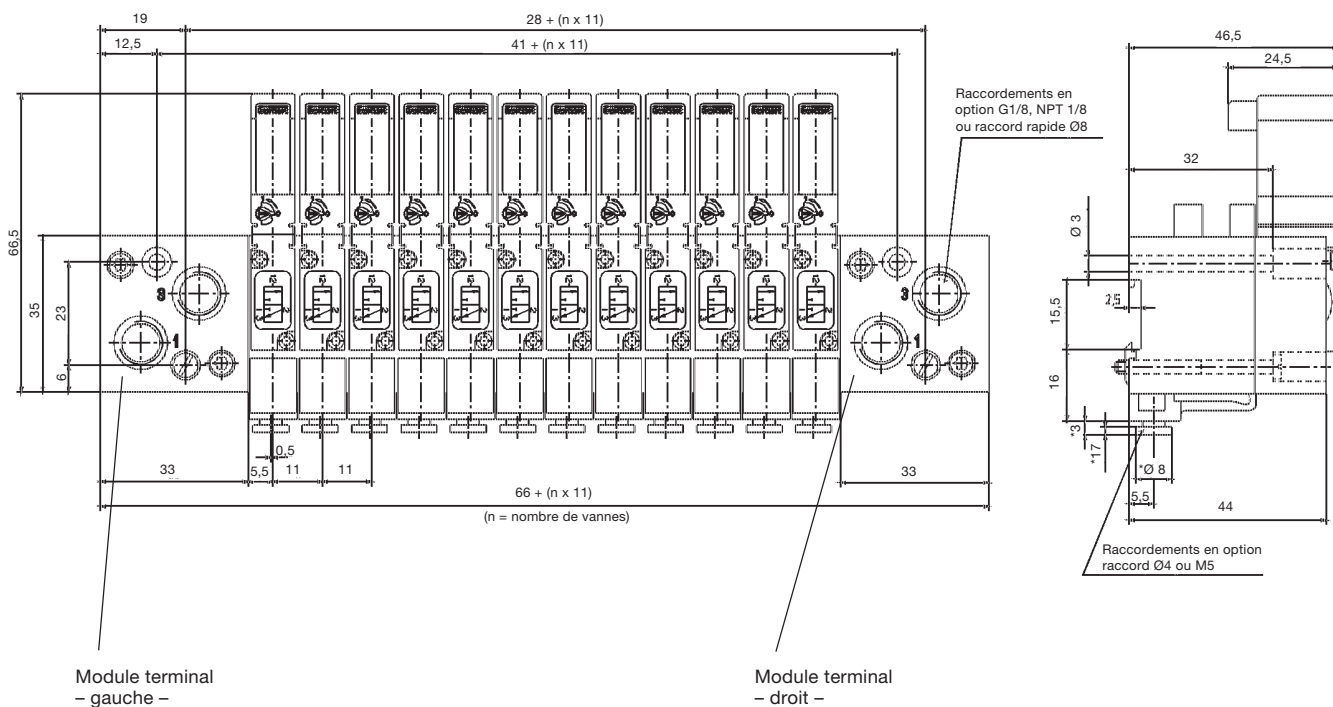 19
28 + (n x 11)
12,5
41 + (n x 11)
46,5
24,5
Raccordements en
option G1/8, NPT 1/8
ou raccord rapide Ø8
32
Ø 3
66,5
35
23
6
3
1
3
1
15,5
2,5
16
*3
*17
*Ø 8
5,5
44
0,5
33
5,5
11
11
33
66 + (n x 11)
(n = nombre de vannes)
Raccordements en option
raccord Ø4 ou M5
Module terminal
– gauche –
Module terminal
– droit –